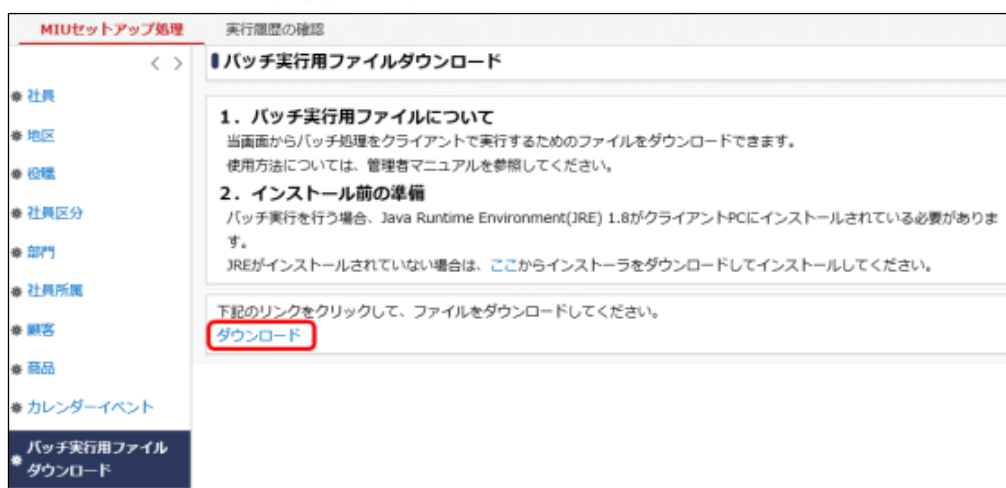 MIUセットアップ処理 実行履歴の確認
< >
社員
地区
役職
社員区分
部門
社員所属
顧客
商品
カレンダーイベント
バッチ実行用ファイル
ダウンロード
バッチ実行用ファイルダウンロード
1. バッチ実行用ファイルについて
当画面からバッチ処理をクライアントで実行するためのファイルをダウンロードできます。
使用方法については、管理者マニュアルを参照してください。
2. インストール前の準備
バッチ実行を行う場合、Java Runtime Environment(JRE) 1.8がクライアントPCにインストールされている必要がありま
す。
JREがインストールされていない場合は、ここからインストーラをダウンロードしてインストールしてください。
下記のリンクをクリックして、ファイルをダウンロードしてください。
ダウンロード